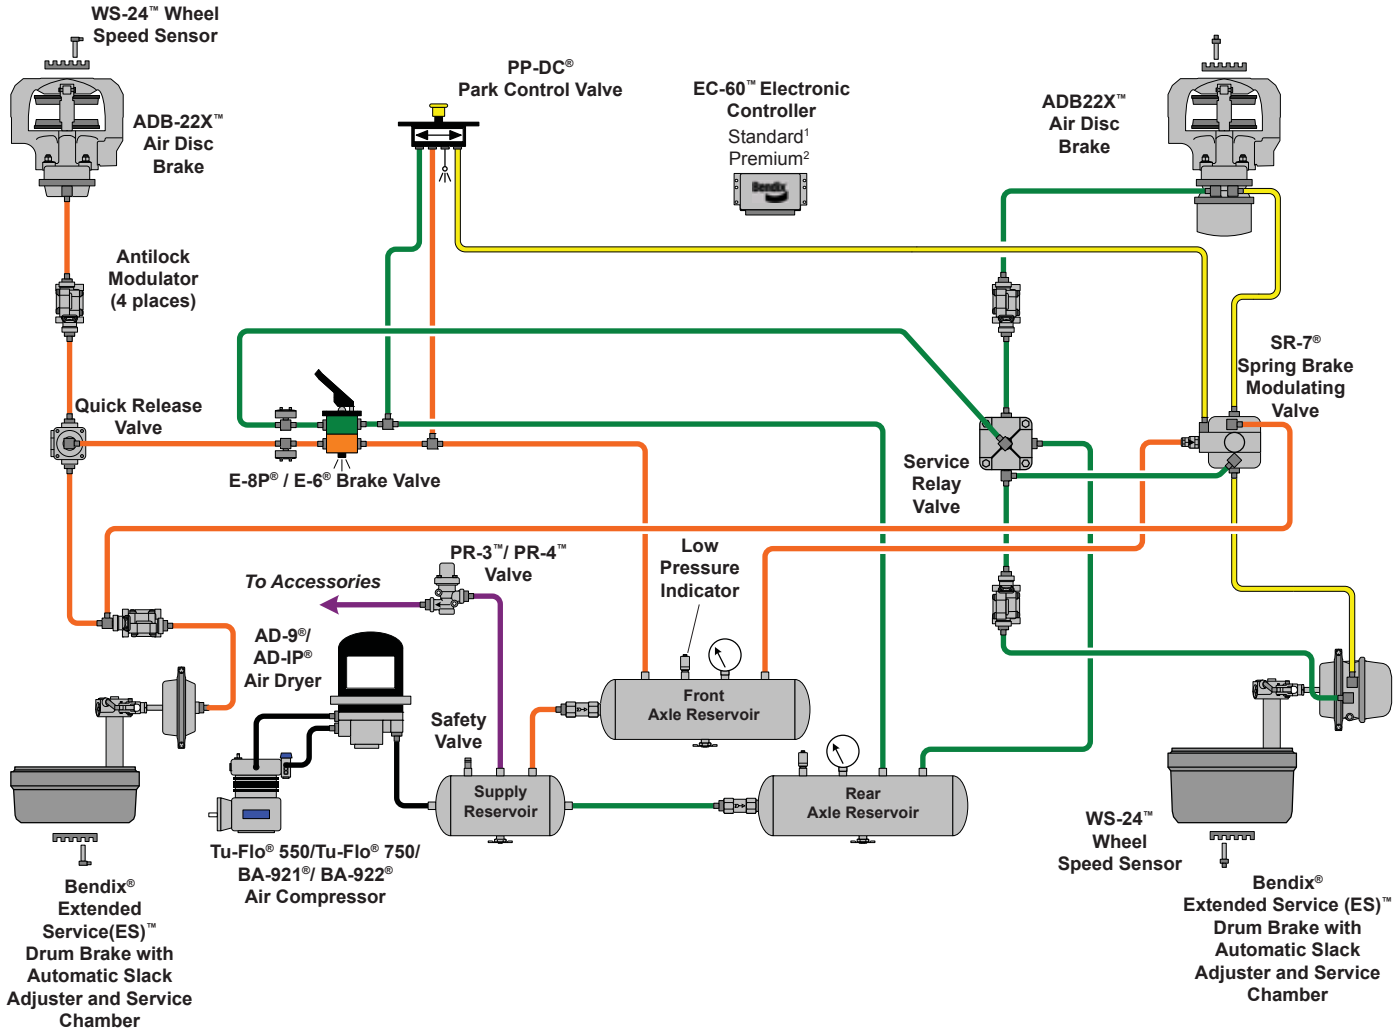 WS-24™ Wheel
Speed Sensor
ADB-22X™
Air Disc
Brake
PP-DC®
Park Control Valve
EC-60™ Electronic
Controller
Standard¹
Premium²
Bendix
ADB22X™
Air Disc
Brake
Antilock
Modulator
(4 places)
Quick Release
Valve
E-8P® / E-6® Brake Valve
SR-7®
Spring Brake
Modulating
Valve
Service
Relay
Valve
PR-3™/ PR-4™
Valve
To Accessories
Low
Pressure
Indicator
AD-9®/
AD-IP®
Air Dryer
Safety
Valve
Front
Axle Reservoir
Supply
Reservoir
Rear
Axle Reservoir
Tu-Flo® 550/Tu-Flo® 750/
BA-921®/ BA-922®
Air Compressor
Bendix®
Extended
Service(ES)™
Drum Brake with
Automatic Slack
Adjuster and Service
Chamber
WS-24™
Wheel
Speed Sensor
Bendix®
Extended Service (ES)™
Drum Brake with
Automatic Slack
Adjuster and Service
Chamber